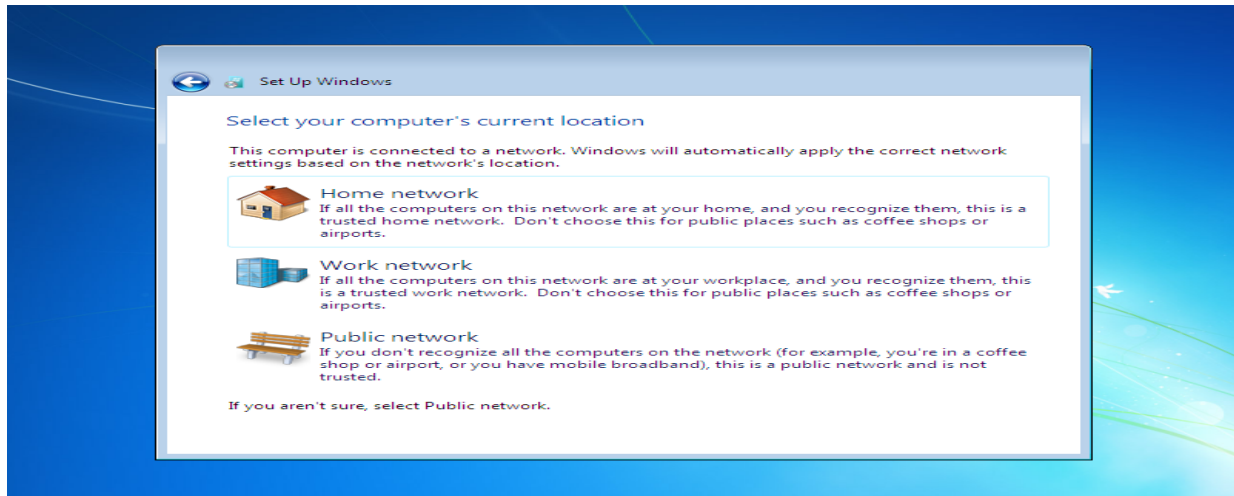 Set Up Windows
Select your computer's current location
This computer is connected to a network. Windows will automatically apply the correct network
settings based on the network's location.
Home network
If all the computers on this network are at your home, and you recognize them, this is a
trusted home network.  Don't choose this for public places such as coffee shops or
airports.
Work network
If all the computers on this network are at your workplace, and you recognize them, this
is a trusted work network.  Don't choose this for public places such as coffee shops or
airports.
Public network
If you don't recognize all the computers on the network (for example, you're in a coffee
shop or airport, or you have mobile broadband), this is a public network and is not
trusted.
If you aren't sure, select Public network.